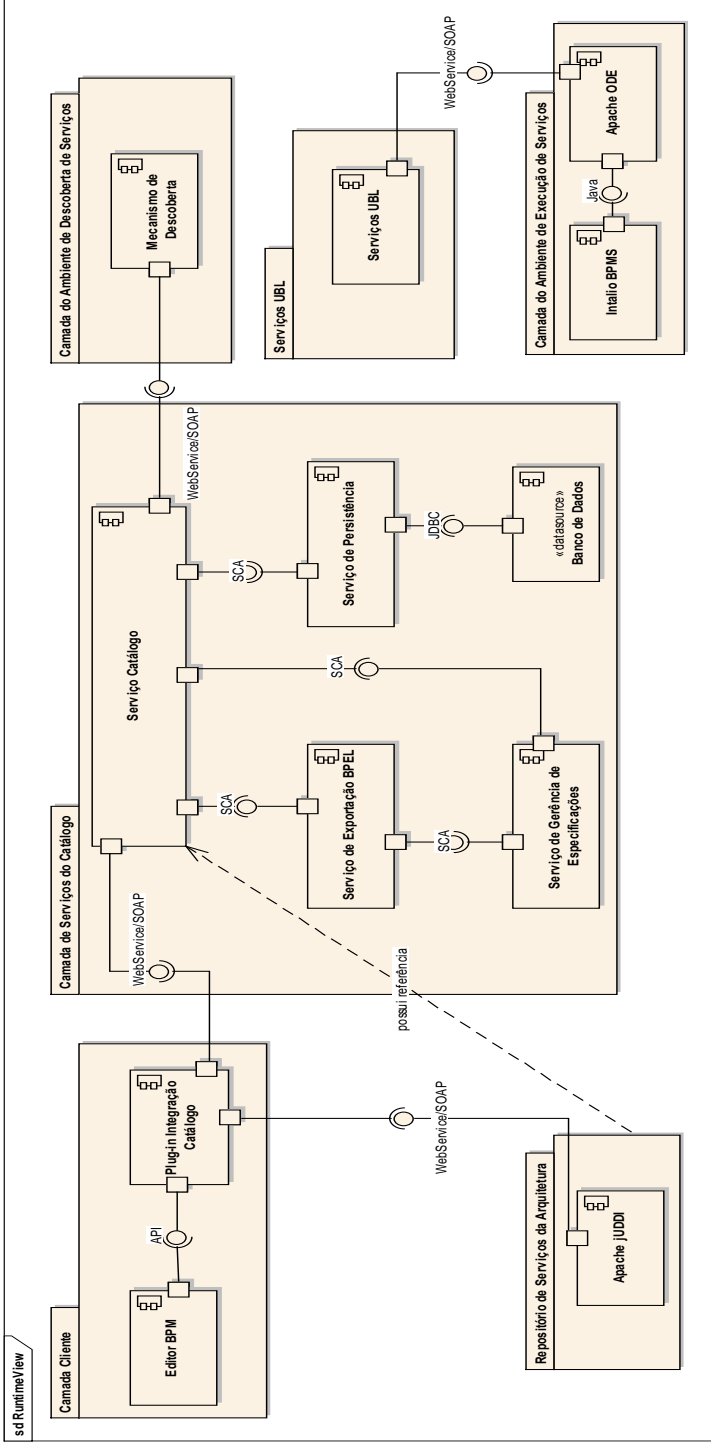 sd RuntimeView
Camada Cliente
Editor BPM
API
Plug-in Integração
Catálogo
WebService/SOAP
WebService/SOAP
Repositório de Serviços da Arquitetura
Apache jUDDI
possui referência
Camada de Serviços do Catálogo
Serviço Catálogo
SCA
SCA
SCA
Serviço de Exportação BPEL
SCA
Serviço de Gerência de
Especificações
Serviço de Persistência
JDBC
«datasource»
Banco de Dados
WebService/SOAP
Camada do Ambiente de Descoberta de Serviços
Mecanismo de
Descoberta
Serviços UBL
Serviços UBL
WebService/SOAP
Camada do Ambiente de Execução de Serviços
Intalio BPMS
Java
Apache ODE